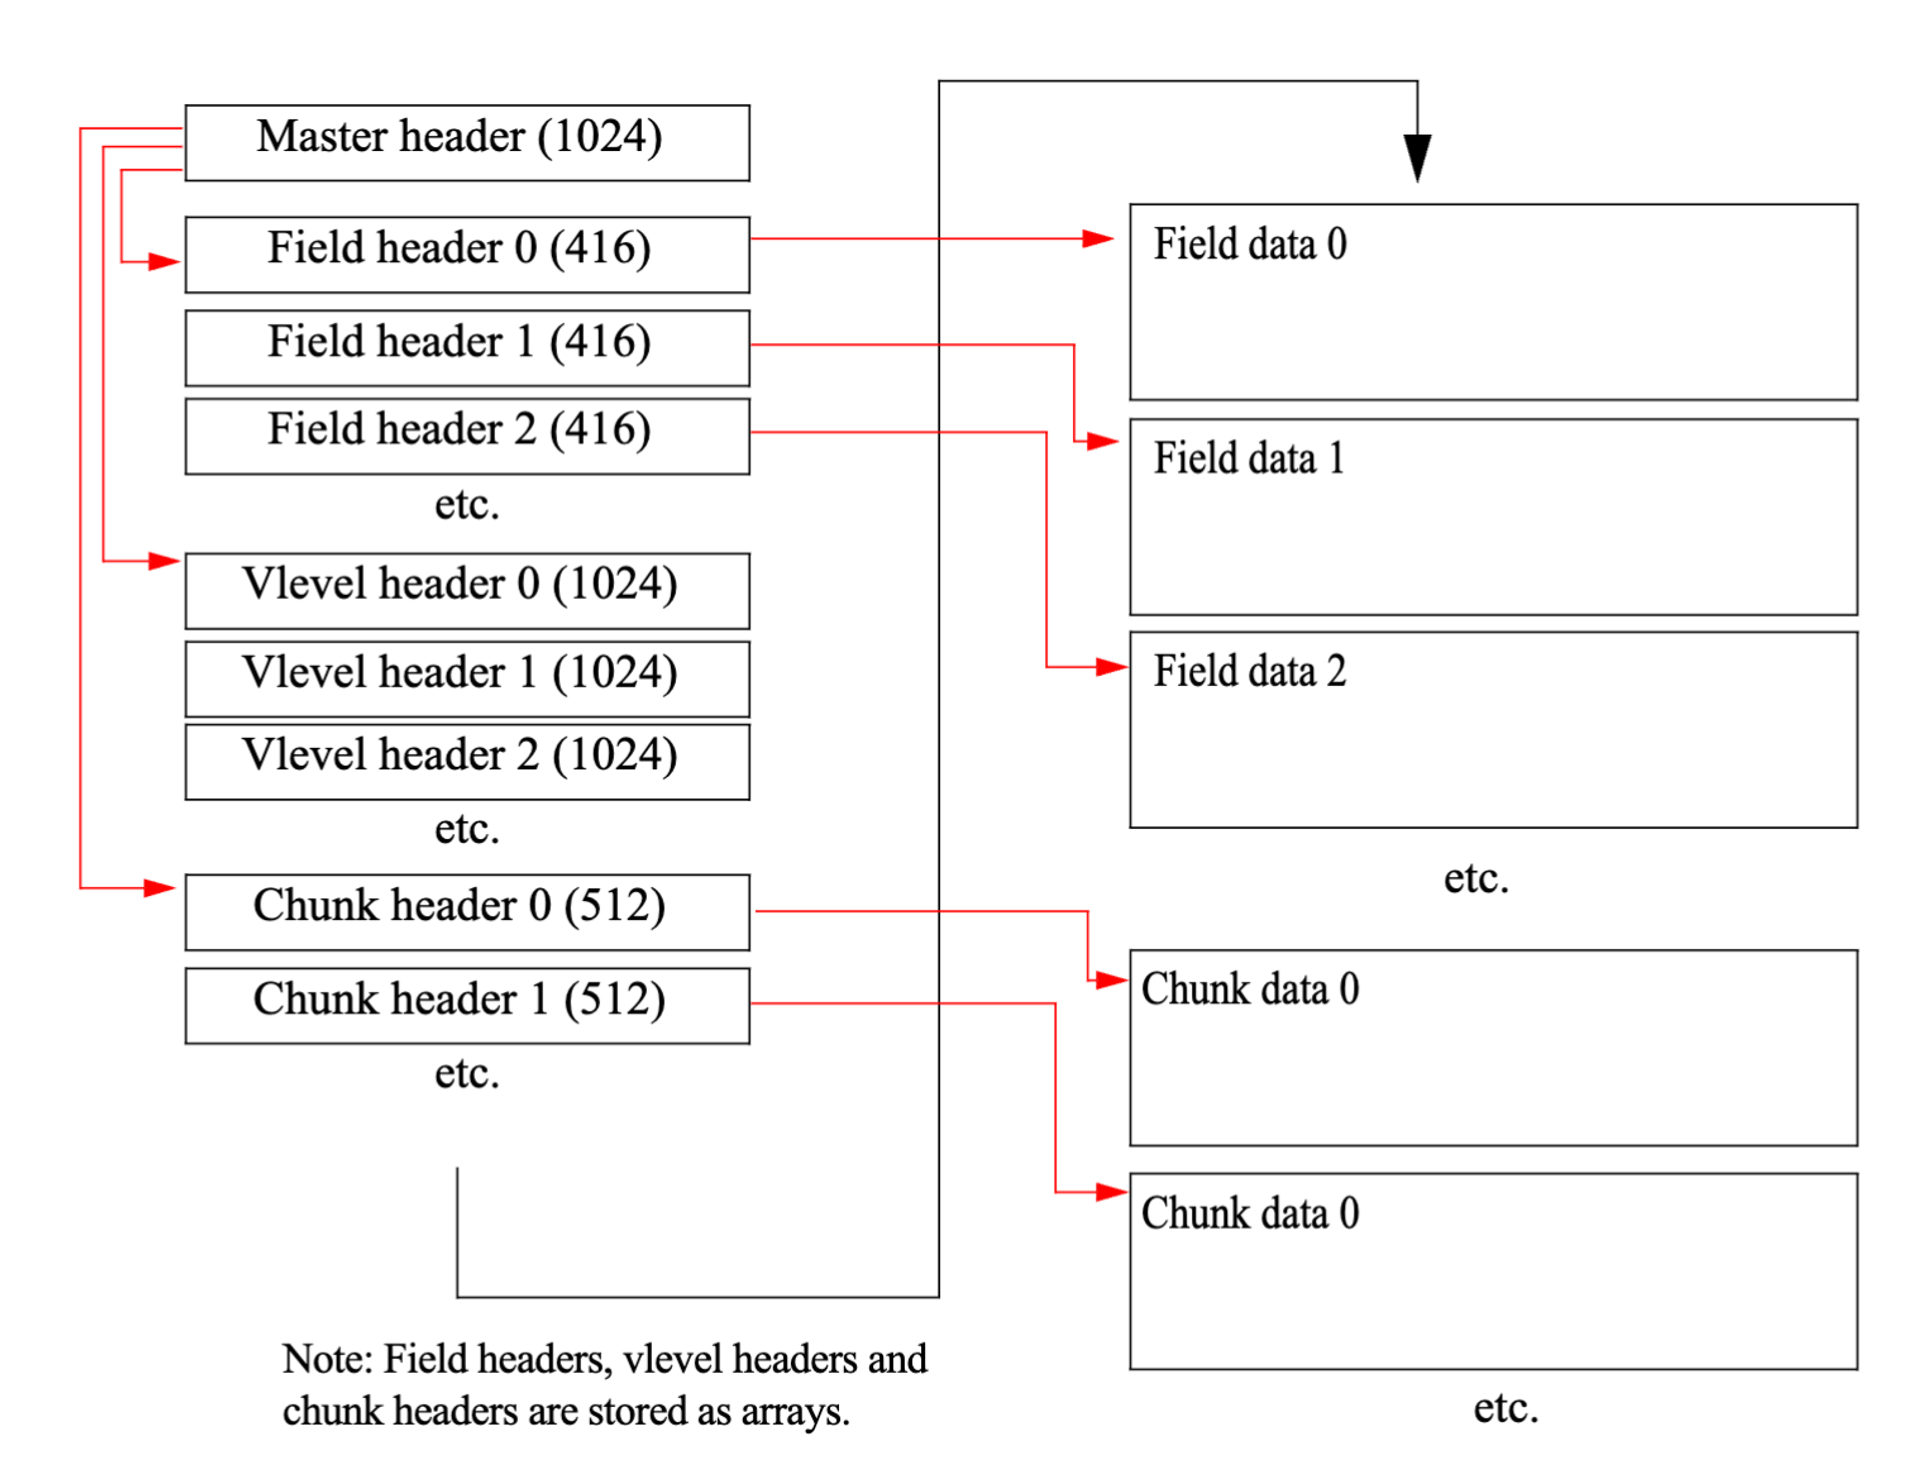 Master header (1024)
Field header 0 (416)
Field header 1 (416)
Field header 2 (416)
etc.
Vlevel header 0 (1024)
Vlevel header 1 (1024)
Vlevel header 2 (1024)
etc.
Chunk header 0 (512)
Chunk header 1 (512)
etc.
Note: Field headers, vlevel headers and
chunk headers are stored as arrays.
Field data 0
Field data 1
Field data 2
etc.
Chunk data 0
Chunk data 0
etc.